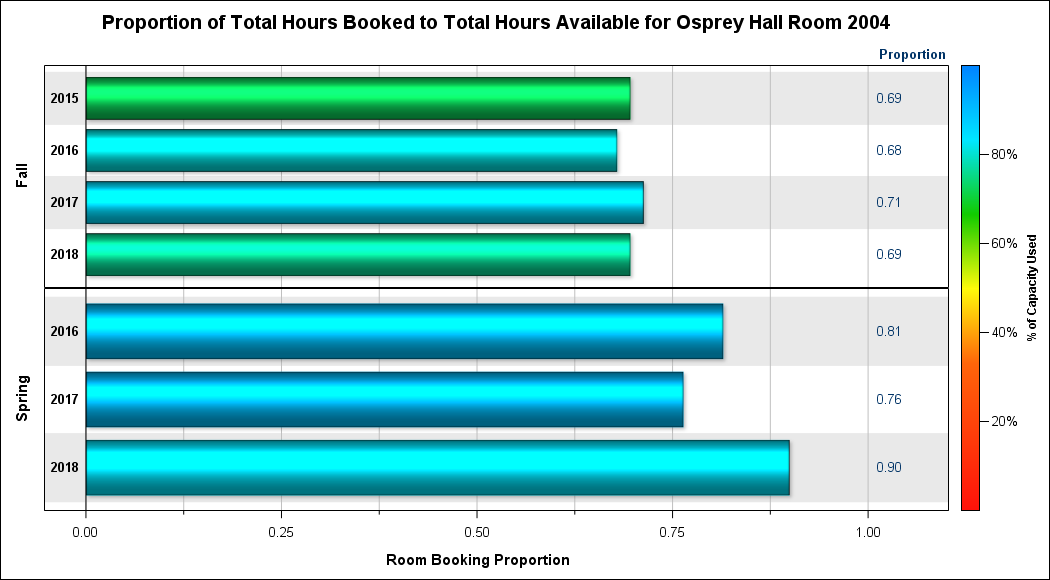 Proportion of Total Hours Booked to Total Hours Available for Osprey Hall Room 2004
Proportion
Fall
2015 0.69
2016 0.68
2017 0.71
2018 0.69
Spring
2016 0.81
2017 0.76
2018 0.90
0.00 0.25 0.50 0.75 1.00
Room Booking Proportion
80%
60%
40%
20%
% of Capacity Used